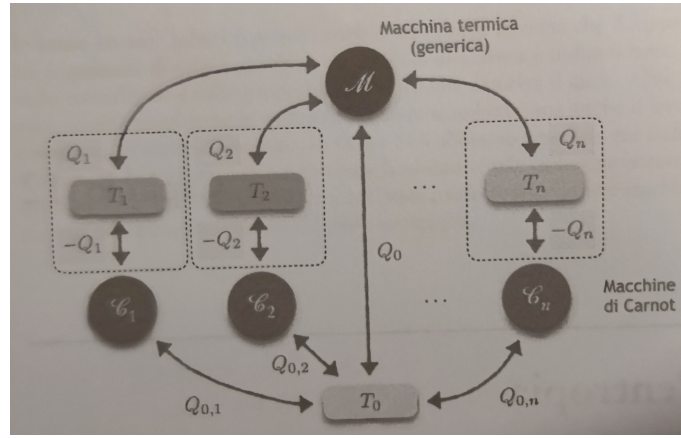 Macchina termica
(generica)
ℳ
Q₁
Q₂
Qₙ
T₁
T₂
...
Tₙ
-Q₁
-Q₂
Q₀
-Qₙ
𝒞₁
𝒞₂
...
𝒞ₙ
Macchine
di Carnot
Q₀,₂
Q₀,₁
T₀
Q₀,ₙ